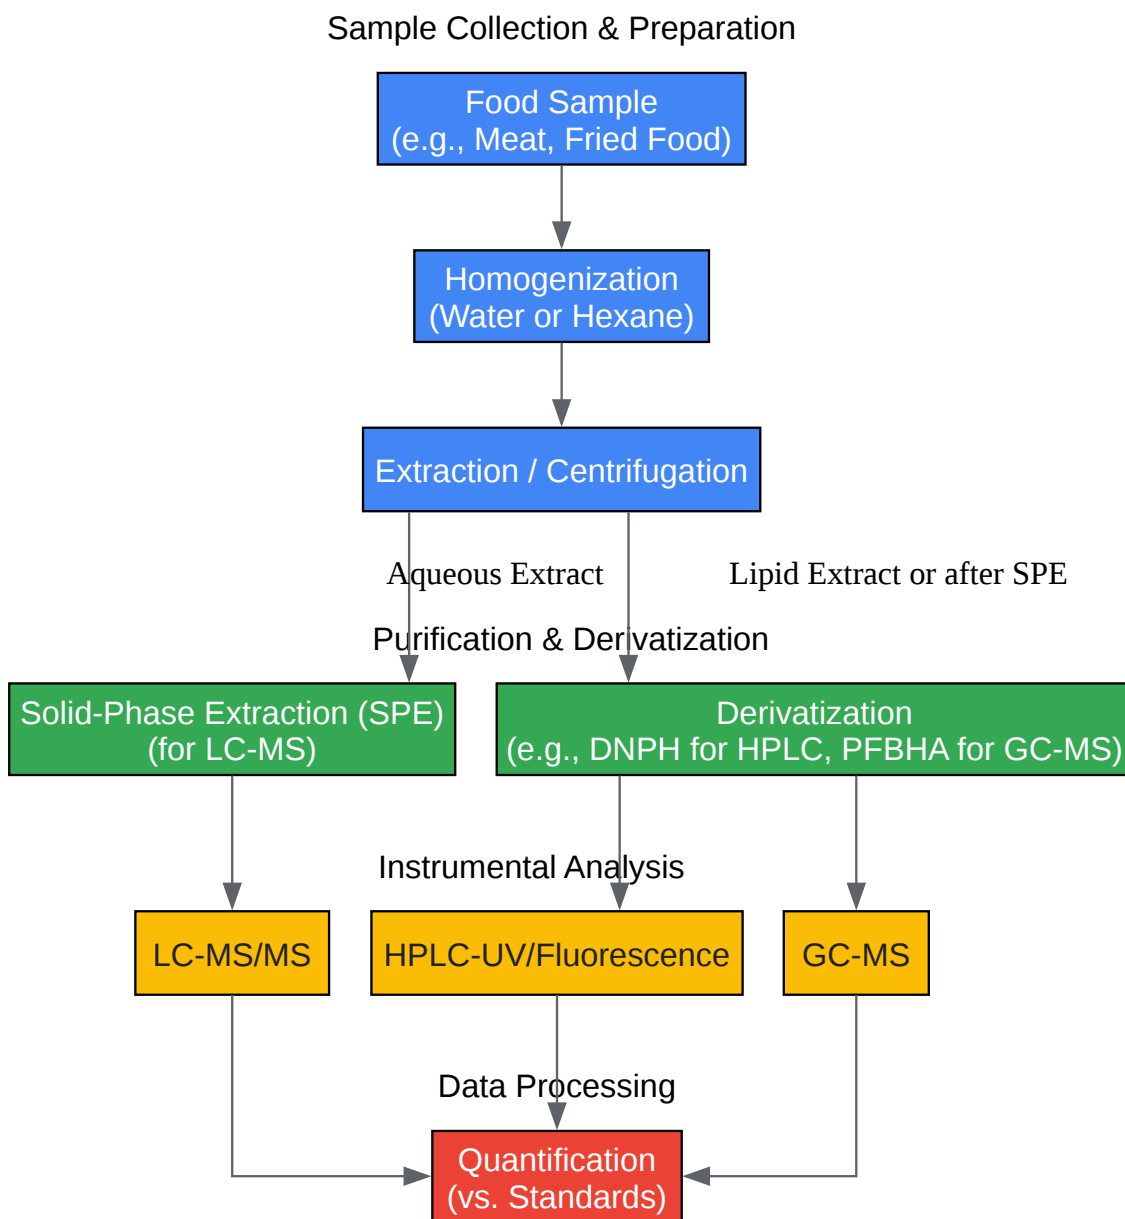 Sample Collection & Preparation
Food Sample
(e.g., Meat, Fried Food)
Homogenization
(Water or Hexane)
Extraction / Centrifugation
Aqueous Extract
Lipid Extract or after SPE
Purification & Derivatization
Solid-Phase Extraction (SPE)
(for LC-MS)
Derivatization
(e.g., DNPH for HPLC, PFBHA for GC-MS)
Instrumental Analysis
LC-MS/MS
HPLC-UV/Fluorescence
GC-MS
Data Processing
Quantification
(vs. Standards)